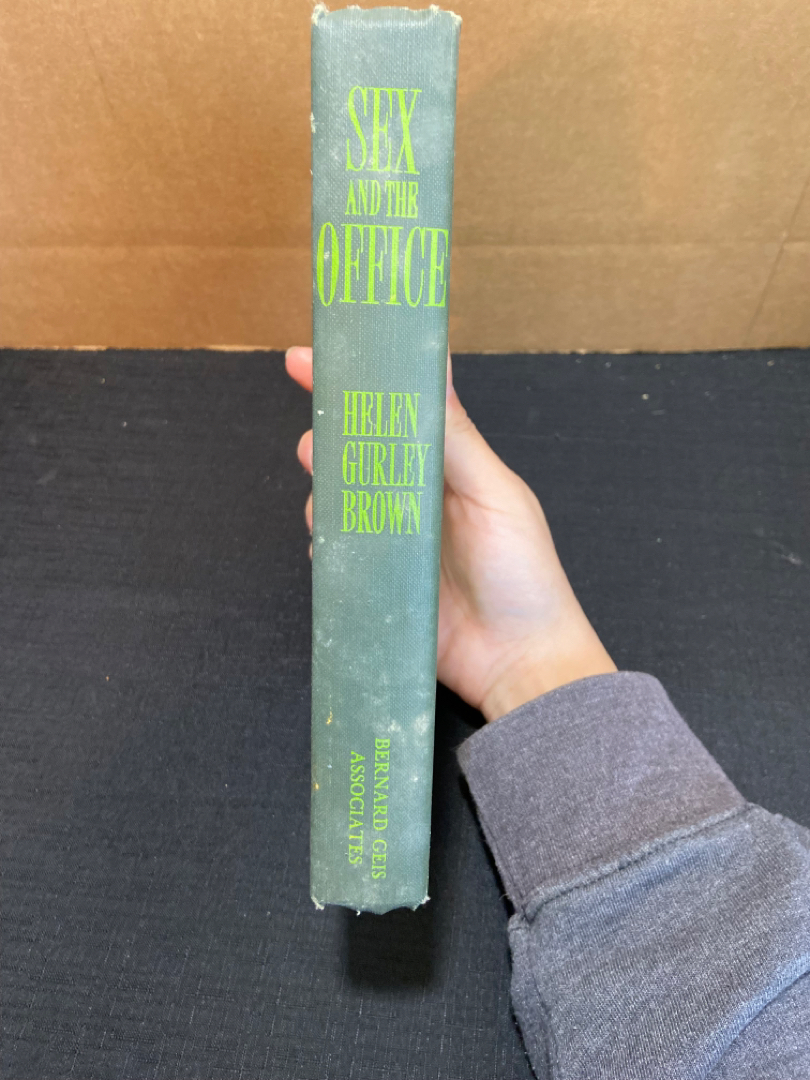 SEX
AND THE
OFFICE
HELEN
GURLEY
BROWN
BERNARD GEIS
ASSOCIATES